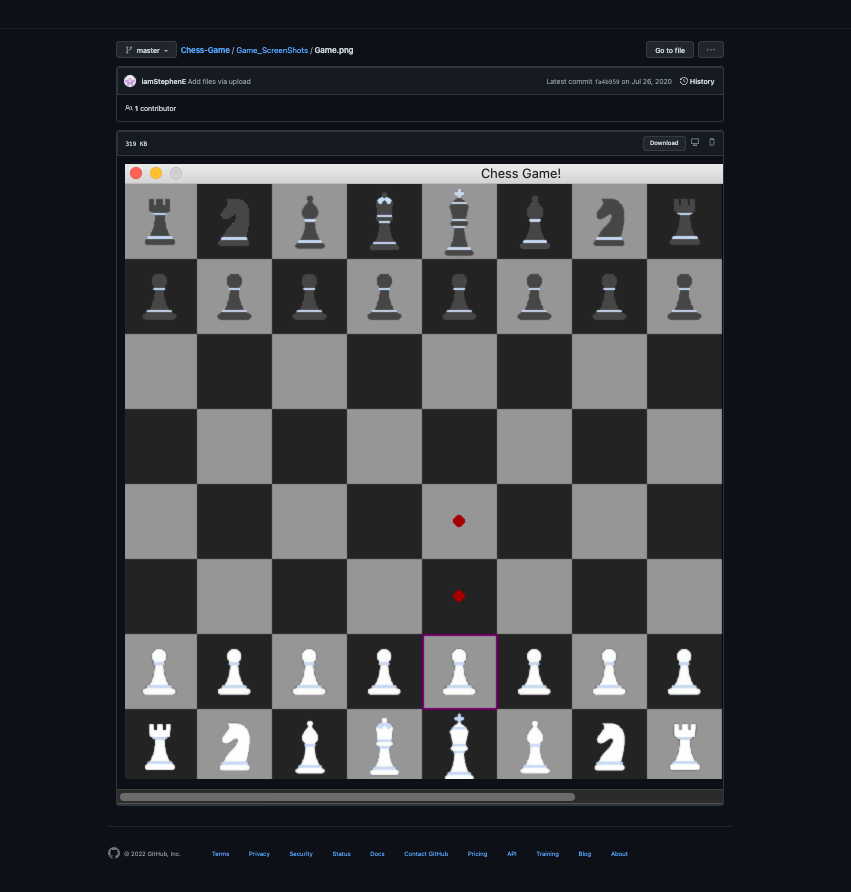 master Chess-Game / Game_ScreenShots / Game.png Go to file ···
iamStephenE Add files via upload Latest commit fa4b959 on Jul 26, 2020 History
1 contributor
319 KB Download
Chess Game!
© 2022 GitHub, Inc. Terms Privacy Security Status Docs Contact GitHub Pricing API Training Blog About